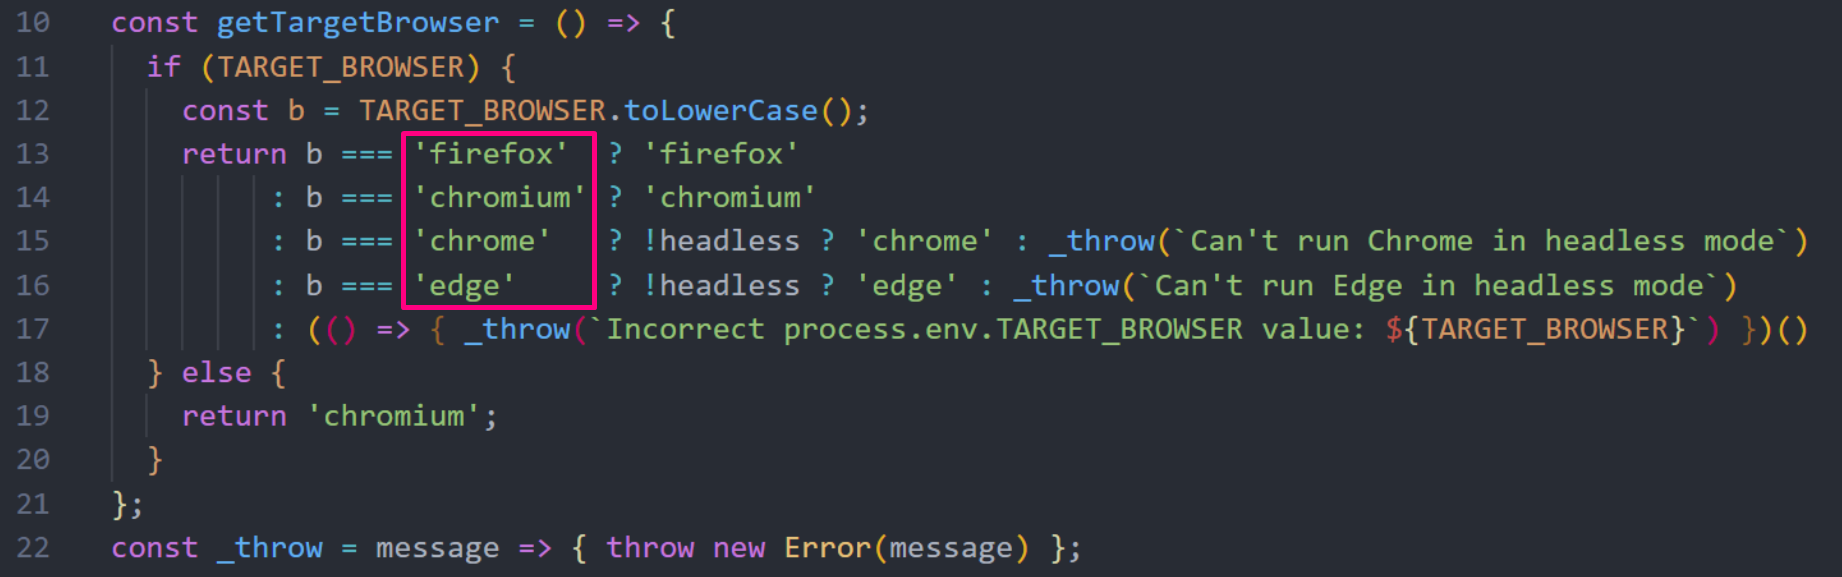 10 const getTargetBrowser = () => {
11 if (TARGET_BROWSER) {
12 const b = TARGET_BROWSER.toLowerCase();
13 return b === 'firefox' ? 'firefox'
14 : b === 'chromium' ? 'chromium'
15 : b === 'chrome' ? !headless ? 'chrome' : _throw(`Can't run Chrome in headless mode`)
16 : b === 'edge' ? !headless ? 'edge' : _throw(`Can't run Edge in headless mode`)
17 : (() => { _throw(`Incorrect process.env.TARGET_BROWSER value: ${TARGET_BROWSER}`) })()
18 } else {
19 return 'chromium';
20 }
21 };
22 const _throw = message => { throw new Error(message) };